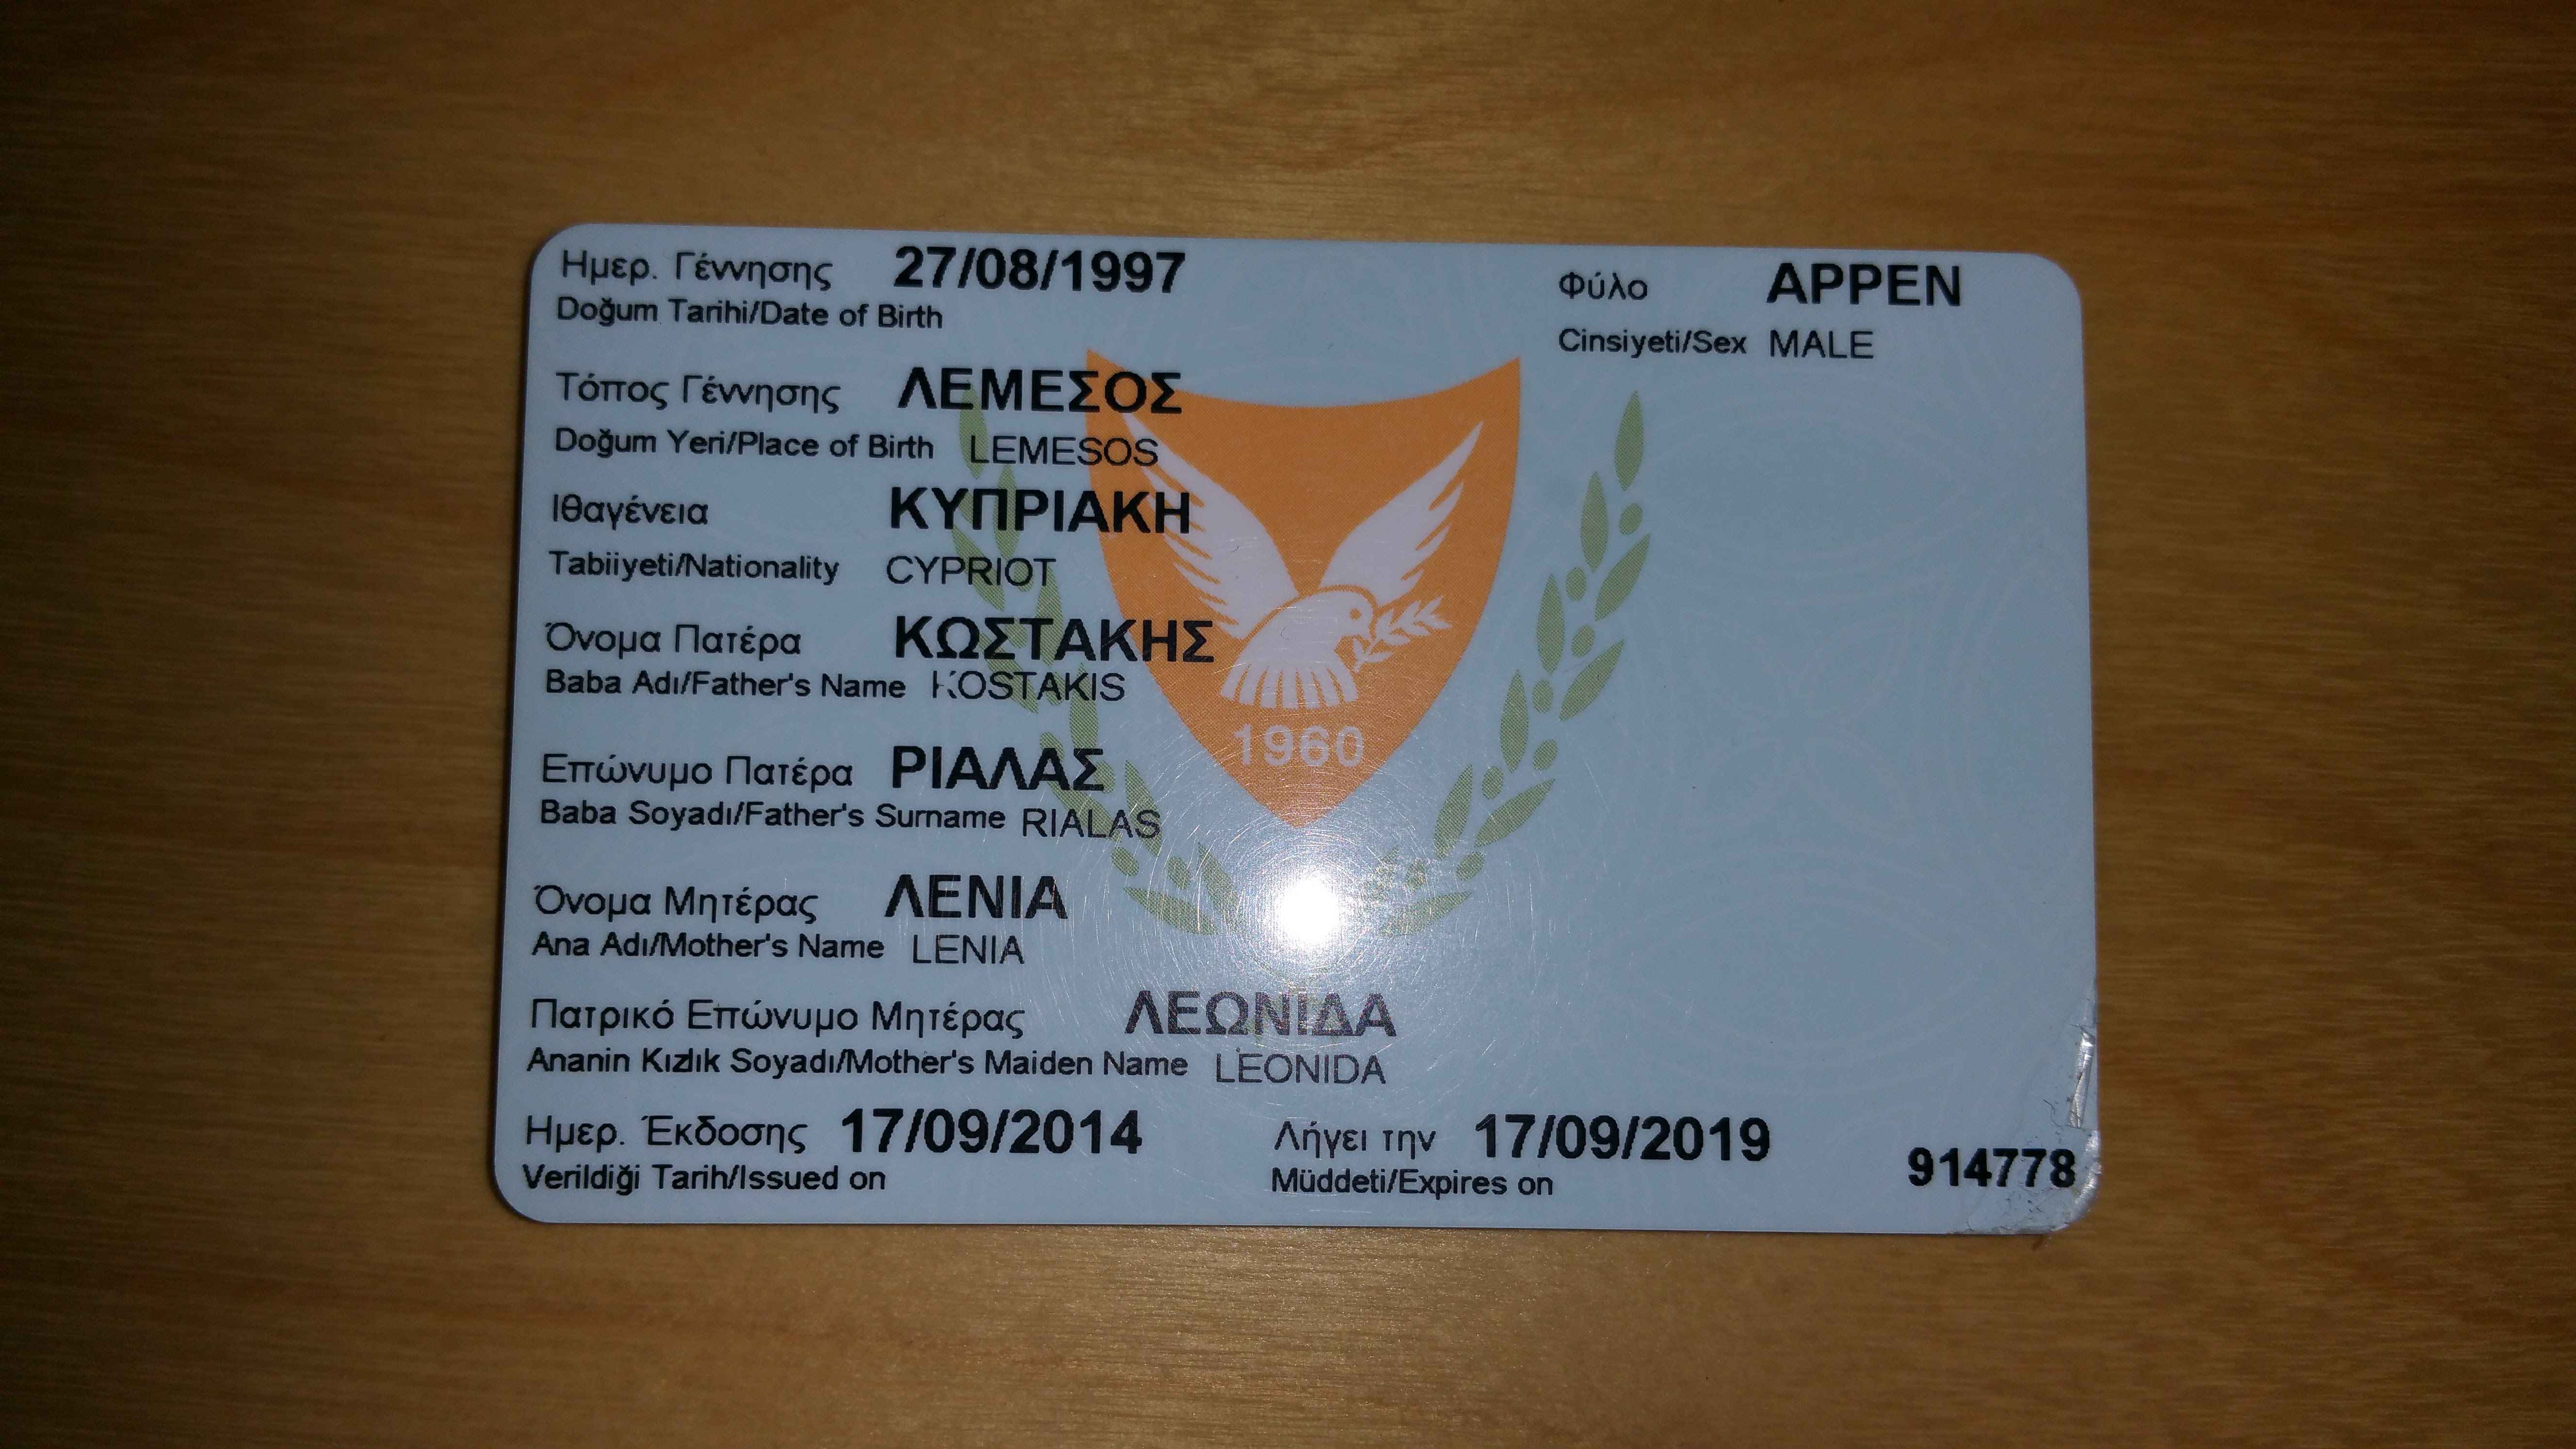 Ημερ. Γέννησης 27/08/1997
Doğum Tarihi/Date of Birth
Φύλο ΑΡΡΕΝ
Cinsiyeti/Sex MALE
Τόπος Γέννησης ΛΕΜΕΣΟΣ
Doğum Yeri/Place of Birth LEMESOS
Ιθαγένεια ΚΥΠΡΙΑΚΗ
Tabiiyeti/Nationality CYPRIOT
Όνομα Πατέρα ΚΩΣΤΑΚΗΣ
Baba Adı/Father's Name KOSTAKIS
Επώνυμο Πατέρα ΡΙΑΛΑΣ
Baba Soyadı/Father's Surname RIALAS
1960
Όνομα Μητέρας ΛΕΝΙΑ
Ana Adı/Mother's Name LENIA
Πατρικό Επώνυμο Μητέρας ΛΕΩΝΙΔΑ
Ananin Kızlık Soyadı/Mother's Maiden Name LEONIDA
Ημερ. Έκδοσης 17/09/2014
Verildiği Tarih/Issued on
Λήγει την 17/09/2019
Müddeti/Expires on
914778